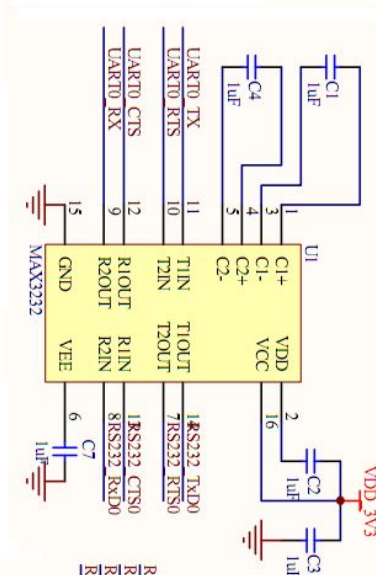 VDD_3V3
C1
1uF
C2
1uF
C3
C4
1uF
U1
1
C1+
VDD
2
3
C1-
VCC
16
4
C2+
5
C2-
UART0_TX
11
T1IN
T1OUT
14
RS232_TxD0
UART0_RTS
10
T2IN
T2OUT
7
RS232_RTS0
UART0_CTS
12
R1OUT
R1IN
13
RS232_CTS0
UART0_RX
9
R2OUT
R2IN
8
RS232_RxD0
15
GND
VEE
6
C7
1uF
MAX3232